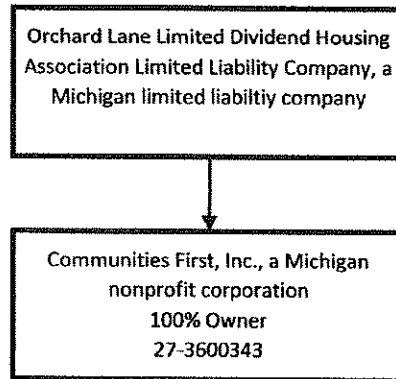 Orchard Lane Limited Dividend Housing
Association Limited Liability Company, a
Michigan limited liabiltiy company
Communities First, Inc., a Michigan
nonprofit corporation
100% Owner
27-3600343